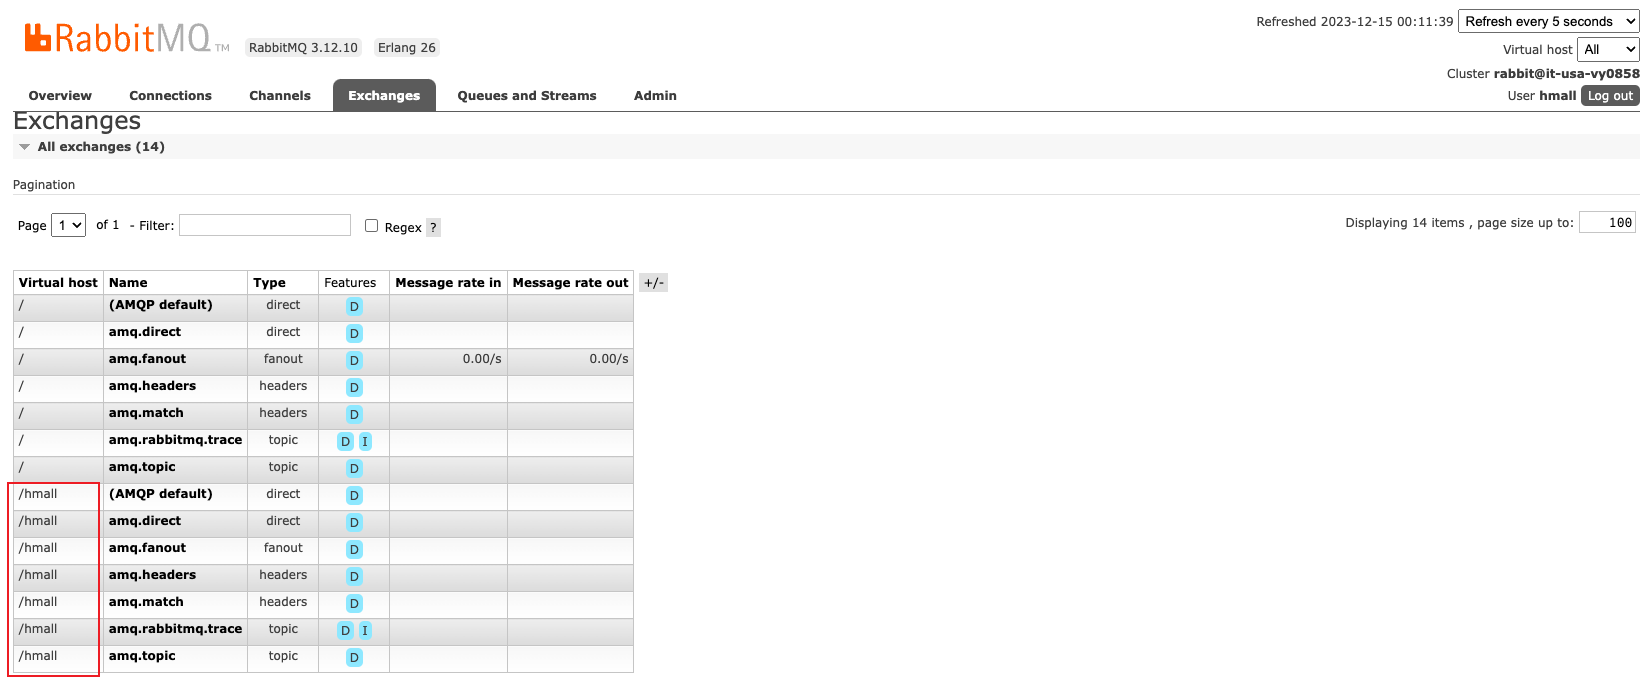 Refreshed 2023-12-15 00:11:39 Refresh every 5 seconds
RabbitMQ TM RabbitMQ 3.12.10 Erlang 26
Virtual host All
Cluster rabbit@it-usa-vy0858
User hmall Log out
Overview Connections Channels Exchanges Queues and Streams Admin
Exchanges
All exchanges (14)
Pagination
Page 1 of 1 - Filter: Regex ? Displaying 14 items , page size up to: 100
Virtual host Name Type Features Message rate in Message rate out +/-
/ (AMQP default) direct D
/ amq.direct direct D
/ amq.fanout fanout D 0.00/s 0.00/s
/ amq.headers headers D
/ amq.match headers D
/ amq.rabbitmq.trace topic D I
/ amq.topic topic D
/hmall (AMQP default) direct D
/hmall amq.direct direct D
/hmall amq.fanout fanout D
/hmall amq.headers headers D
/hmall amq.match headers D
/hmall amq.rabbitmq.trace topic D I
/hmall amq.topic topic D